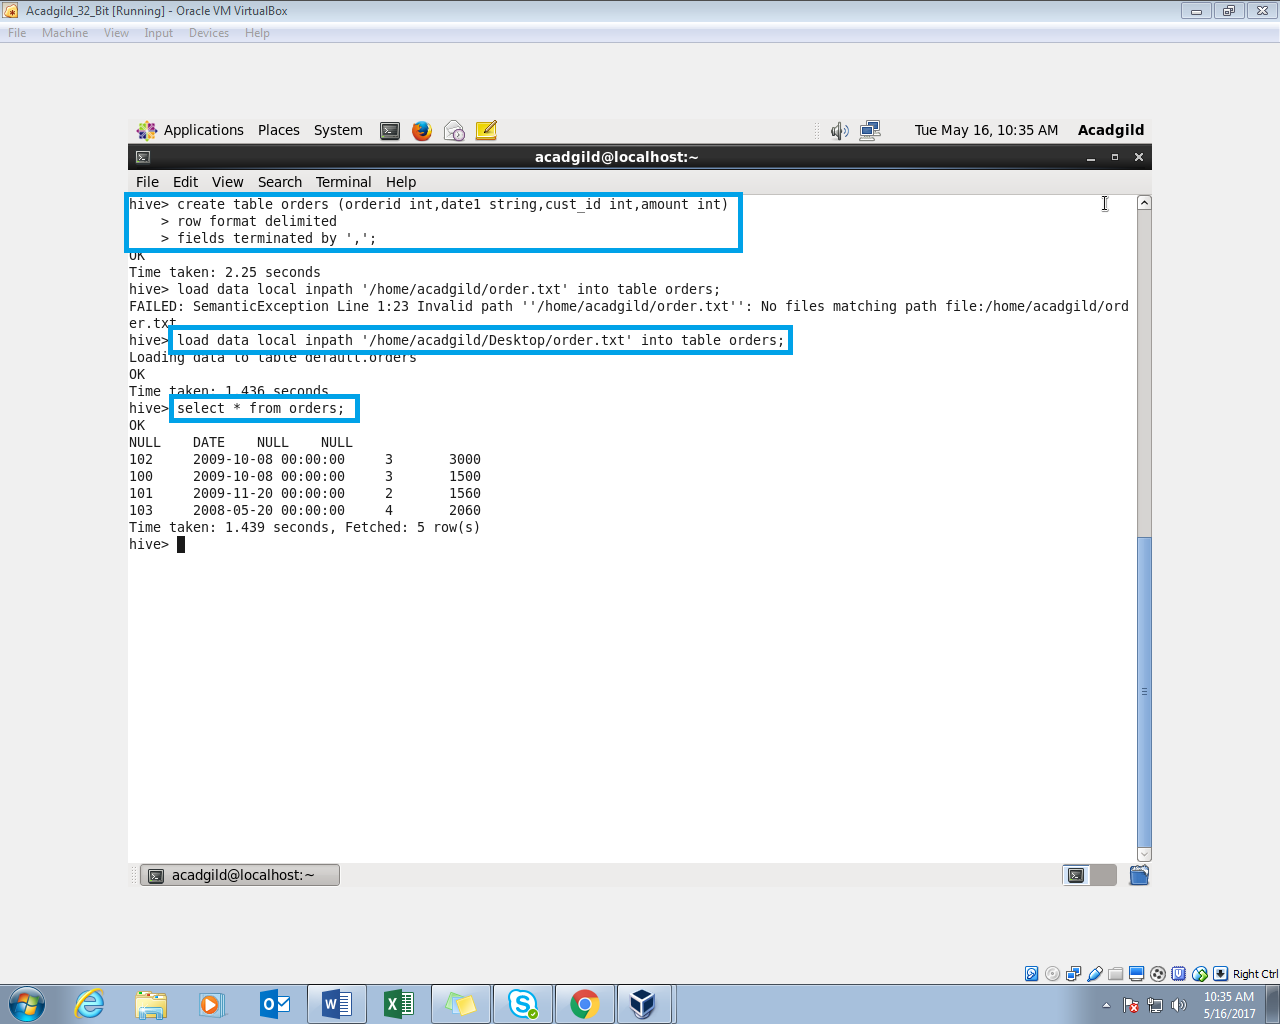 Acadgild_32_Bit [Running] - Oracle VM VirtualBox
File Machine View Input Devices Help
Applications Places System Tue May 16, 10:35 AM Acadgild
acadgild@localhost:~
File Edit View Search Terminal Help
hive> create table orders (orderid int,date1 string,cust_id int,amount int)
> row format delimited
> fields terminated by ',';
OK
Time taken: 2.25 seconds
hive> load data local inpath '/home/acadgild/order.txt' into table orders;
FAILED: SemanticException Line 1:23 Invalid path ''/home/acadgild/order.txt'': No files matching path file:/home/acadgild/ord
er.txt
hive> load data local inpath '/home/acadgild/Desktop/order.txt' into table orders;
Loading data to table default.orders
OK
Time taken: 1.436 seconds
hive> select * from orders;
OK
NULL DATE NULL NULL
102 2009-10-08 00:00:00 3 3000
100 2009-10-08 00:00:00 3 1500
101 2009-11-20 00:00:00 2 1560
103 2008-05-20 00:00:00 4 2060
Time taken: 1.439 seconds, Fetched: 5 row(s)
hive>
acadgild@localhost:~
Right Ctrl
10:35 AM
5/16/2017